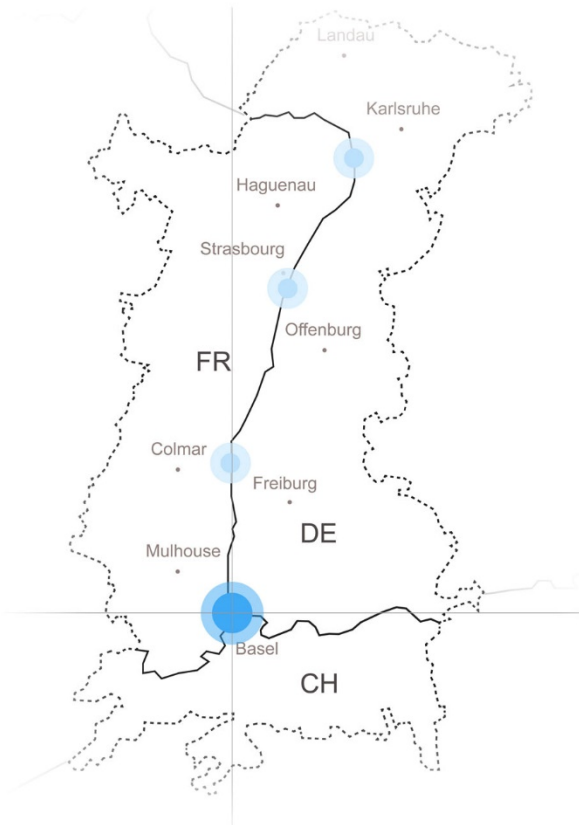 Landau
Karlsruhe
Haguenau
Strasbourg
Offenburg
FR
Colmar
Freiburg
DE
Mulhouse
Basel
CH